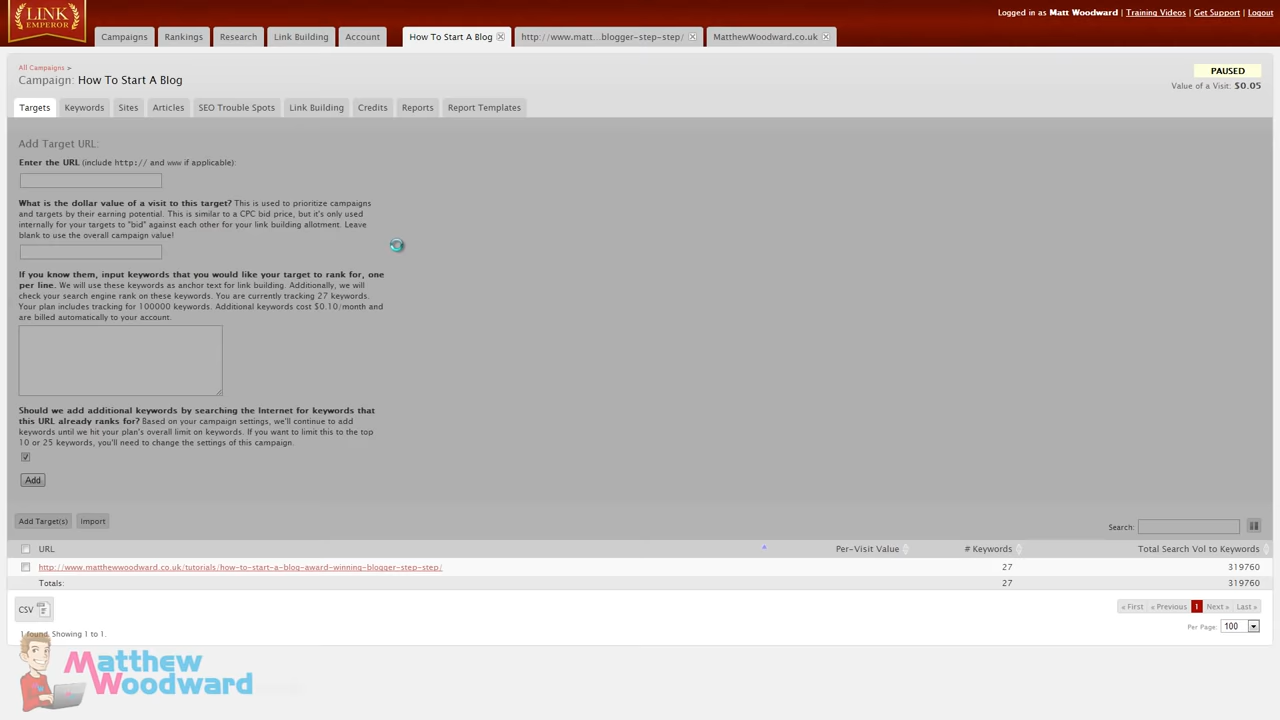 LINK
EMPEROR
Logged in as Matt Woodward | Training Videos | Get Support | Logout
Campaigns Rankings Research Link Building Account How To Start A Blog http://www.matt...blogger-step-step/ MatthewWoodward.co.uk
All Campaigns >
Campaign: How To Start A Blog
PAUSED
Value of a Visit: $0.05
Targets Keywords Sites Articles SEO Trouble Spots Link Building Credits Reports Report Templates
Add Target URL:
Enter the URL (include http:// and www if applicable):
What is the dollar value of a visit to this target? This is used to prioritize campaigns
and targets by their earning potential. This is similar to a CPC bid price, but it's only used
internally for your targets to "bid" against each other for your link building allotment. Leave
blank to use the overall campaign value!
If you know them, input keywords that you would like your target to rank for, one
per line. We will use these keywords as anchor text for link building. Additionally, we will
check your search engine rank on these keywords. You are currently tracking 27 keywords.
Your plan includes tracking for 100000 keywords. Additional keywords cost $0.10/month and
are billed automatically to your account.
Should we add additional keywords by searching the Internet for keywords that
this URL already ranks for? Based on your campaign settings, we'll continue to add
keywords until we hit your plan's overall limit on keywords. If you want to limit this to the top
10 or 25 keywords, you'll need to change the settings of this campaign.
Add
Add Target(s) Import Search:
URL Per-Visit Value # Keywords Total Search Vol to Keywords
http://www.matthewwoodward.co.uk/tutorials/how-to-start-a-blog-award-winning-blogger-step-step/ 27 319760
Totals: 27 319760
CSV « First « Previous 1 Next » Last »
Per Page: 100
1 found. Showing 1 to 1.
Matthew
Woodward